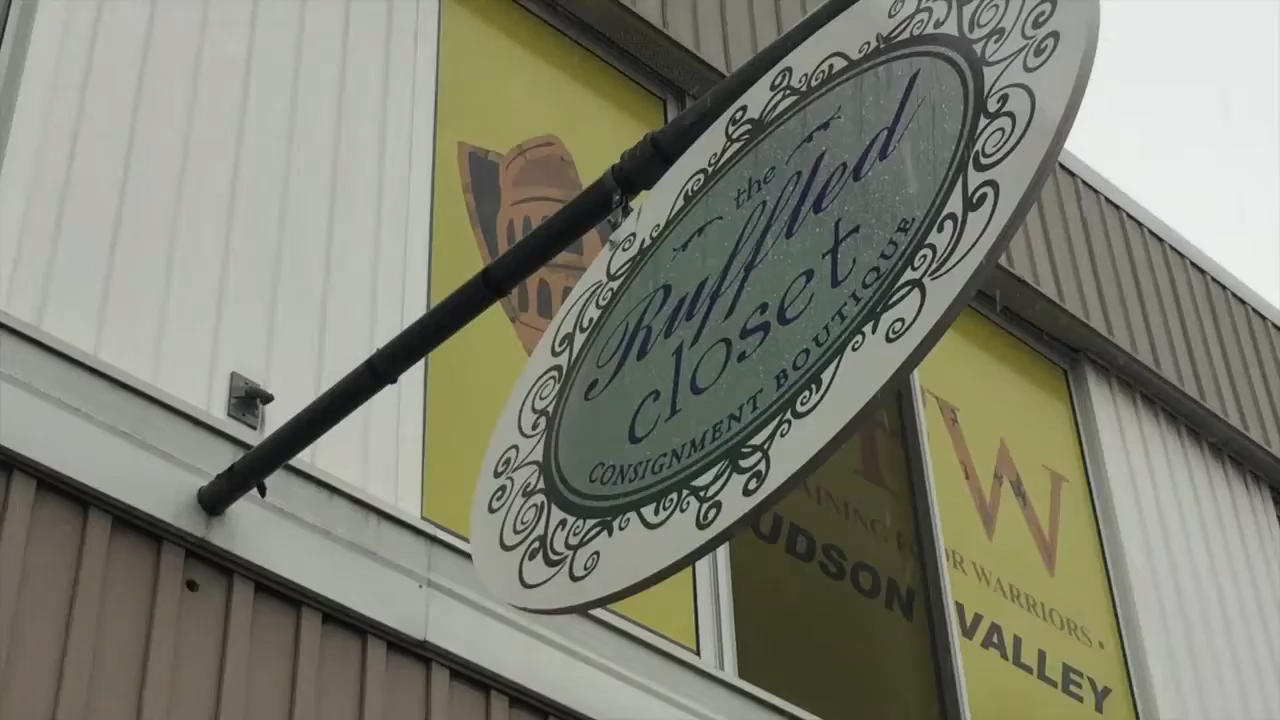 the
Ruffled
closet
CONSIGNMENT BOUTIQUE
W
OR WARRIORS •
UDSON VALLEY